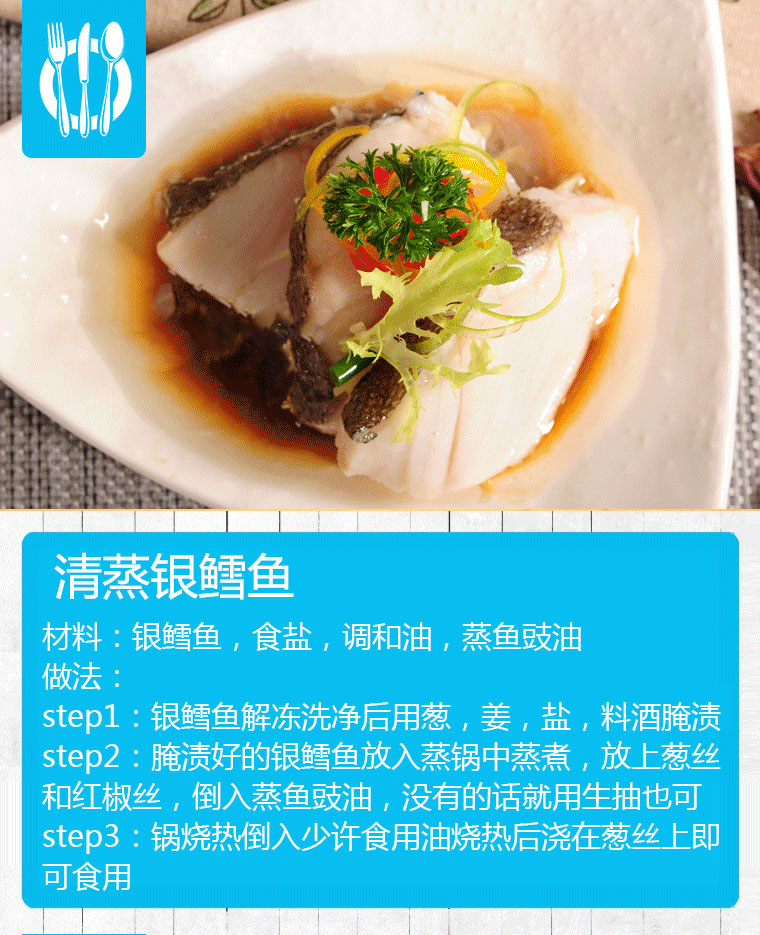 清蒸银鳕鱼
材料：银鳕鱼，食盐，调和油，蒸鱼豉油
做法：
step1：银鳕鱼解冻洗净后用葱，姜，盐，料酒腌渍
step2：腌渍好的银鳕鱼放入蒸锅中蒸煮，放上葱丝
和红椒丝，倒入蒸鱼豉油，没有的话就用生抽也可
step3：锅烧热倒入少许食用油烧热后浇在葱丝上即
可食用